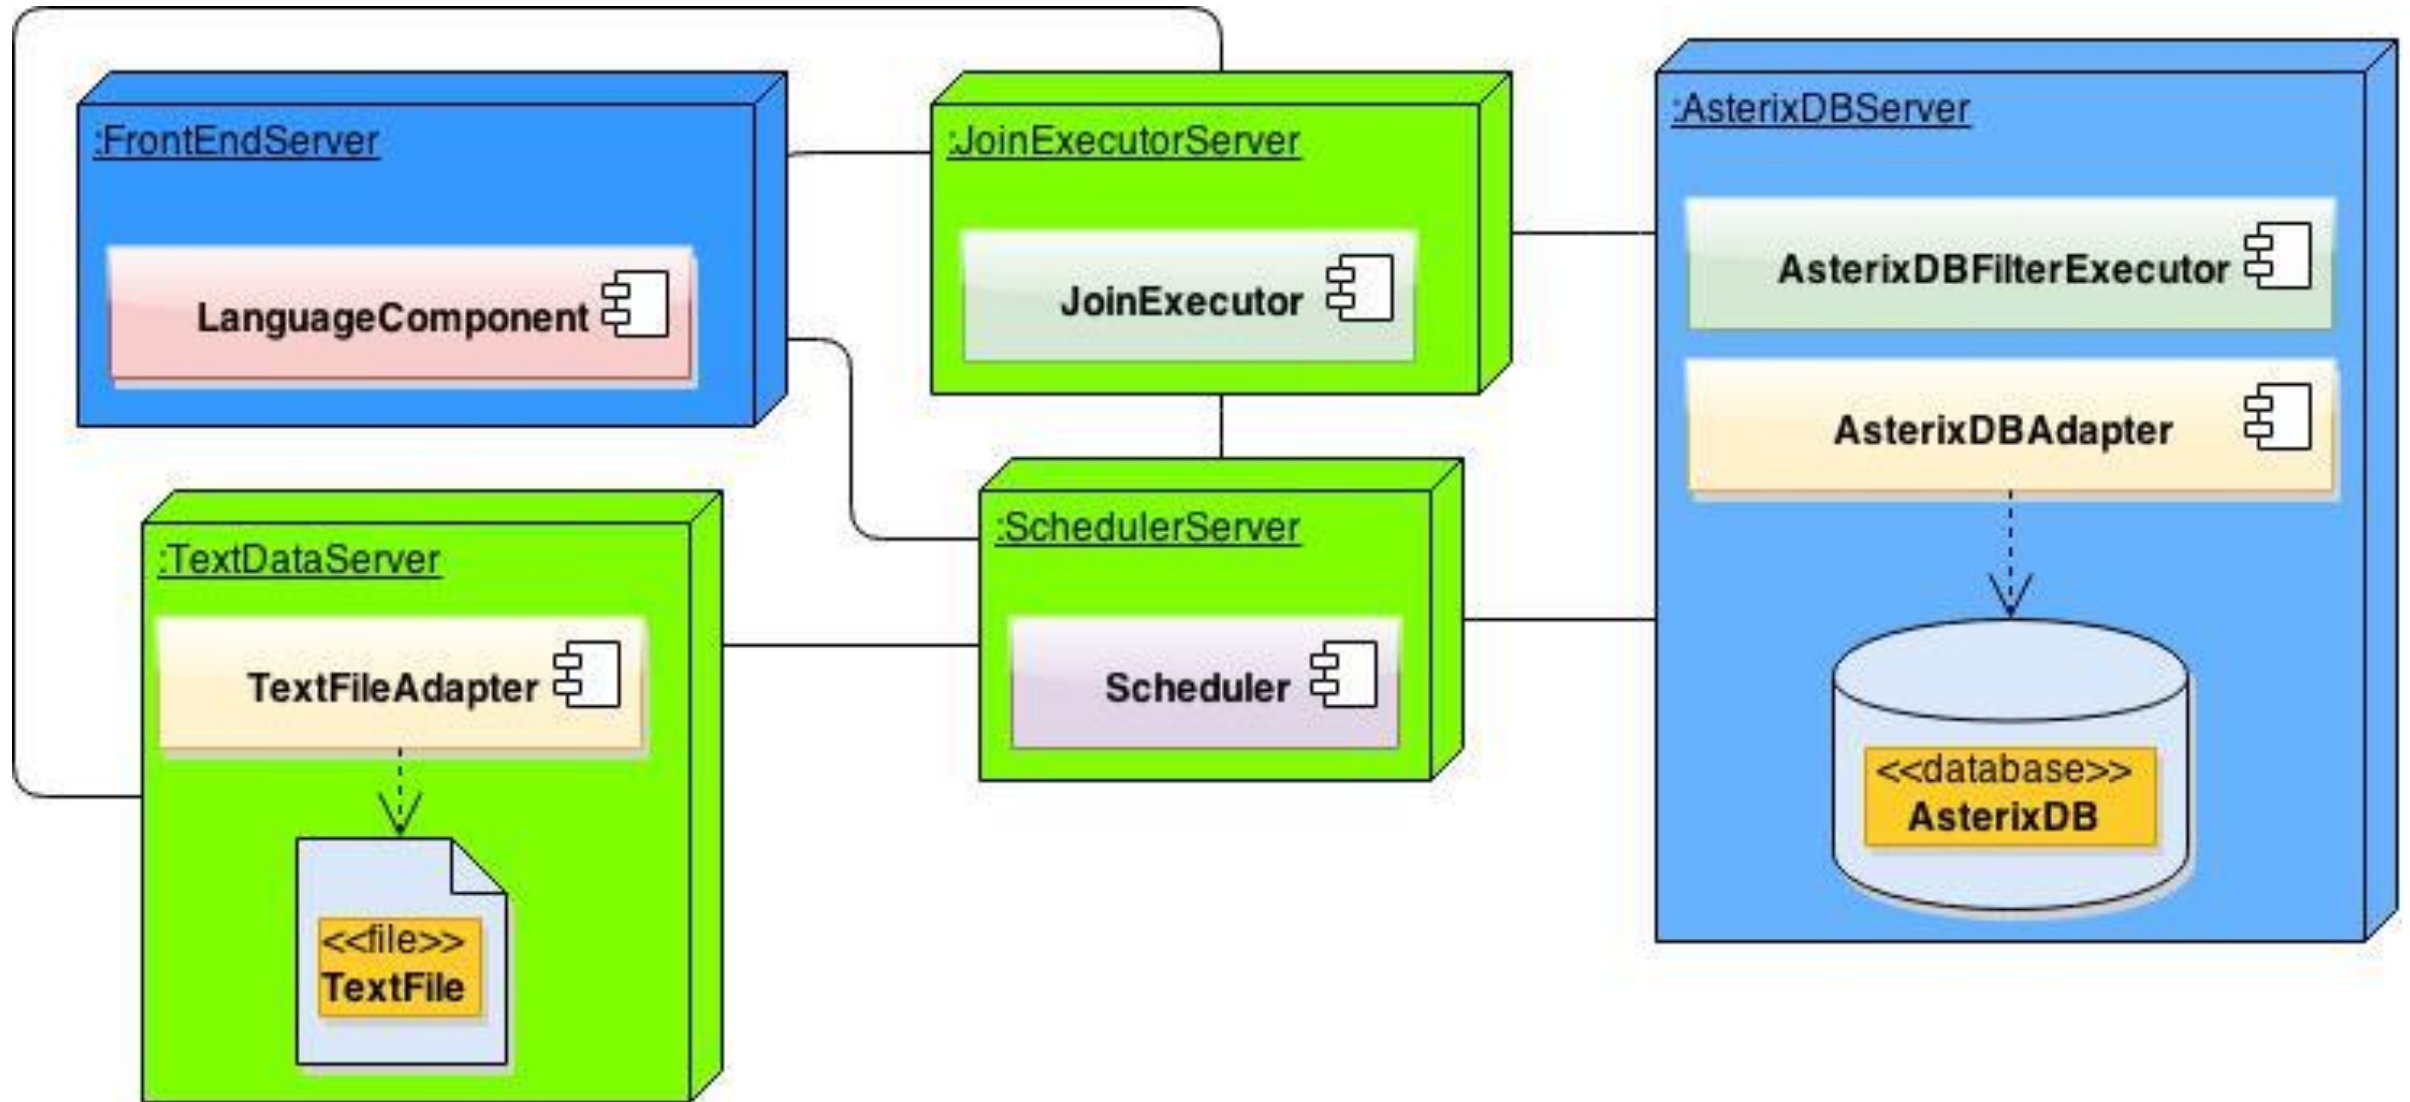 :FrontEndServer
LanguageComponent
:JoinExecutorServer
JoinExecutor
:AsterixDBServer
AsterixDBFilterExecutor
AsterixDBAdapter
<<database>>
AsterixDB
:TextDataServer
TextFileAdapter
<<file>>
TextFile
:SchedulerServer
Scheduler